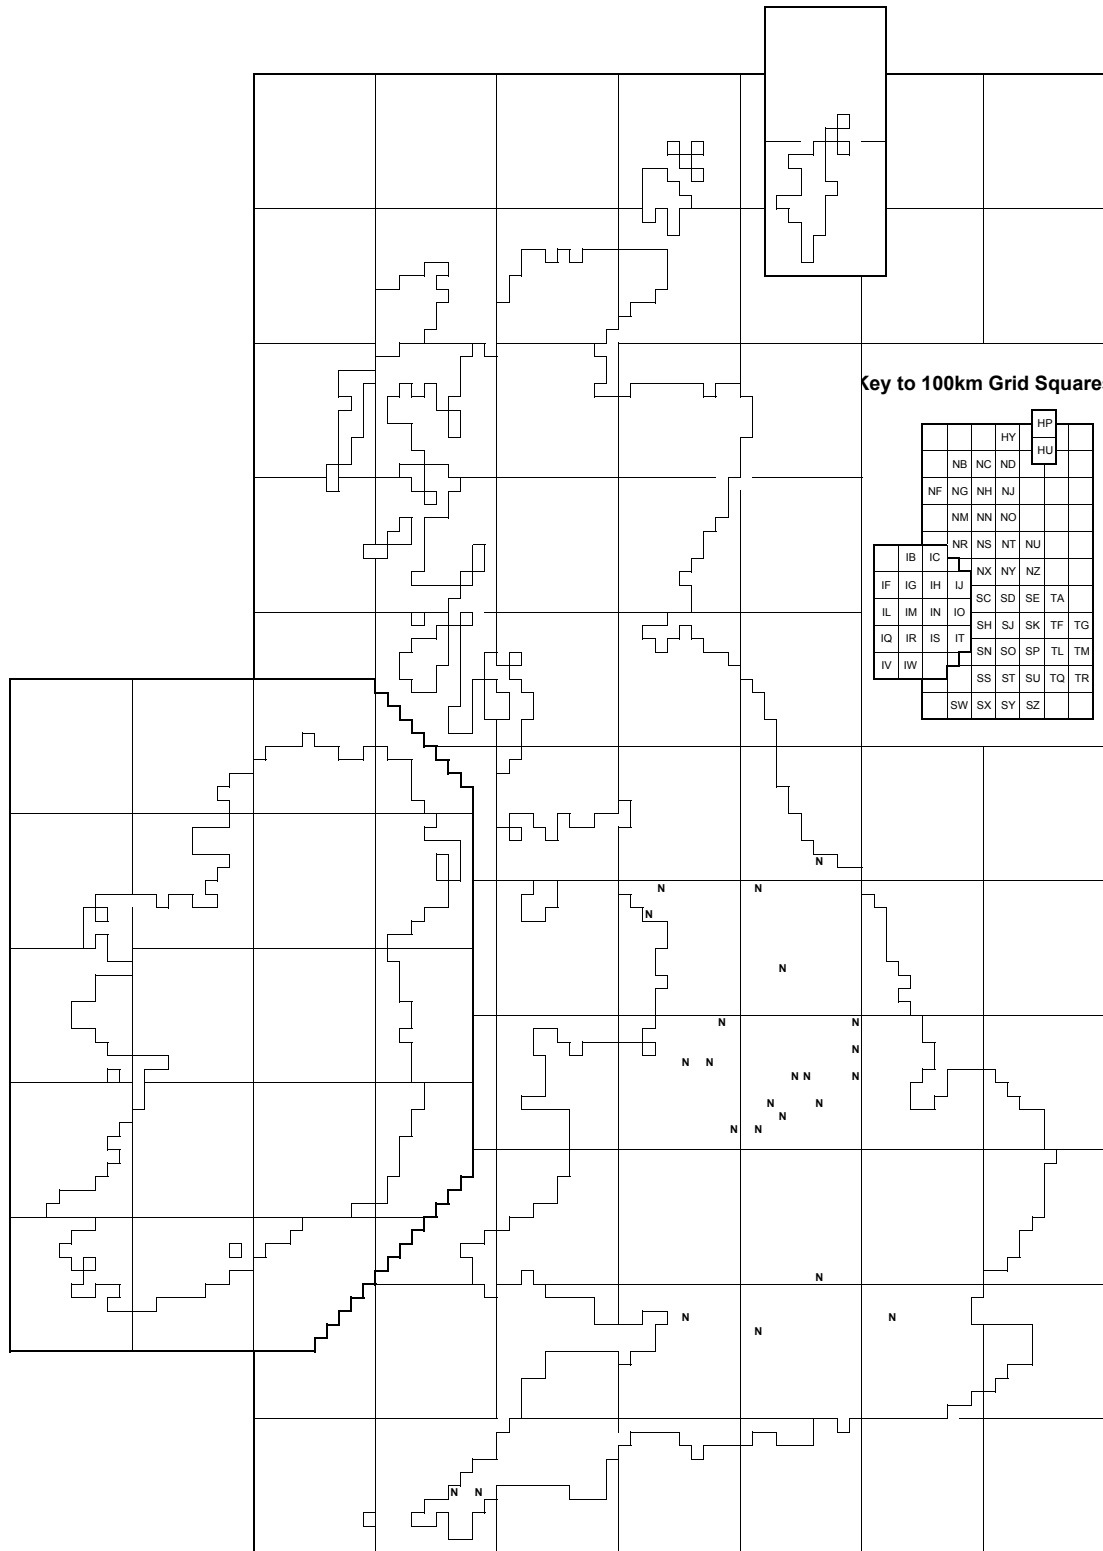 Key to 100km Grid Squares
HP
HY
HU
NB NC ND
NF NG NH NJ
NM NN NO
NR NS NT NU
IB IC
NX NY NZ
IF IG IH IJ
SC SD SE TA
IL IM IN IO
SH SJ SK TF TG
IQ IR IS IT
SN SO SP TL TM
IV IW
SS ST SU TQ TR
SW SX SY SZ
N
N N
N
N
N N
N
N N
N N N
N N
N
N N
N
N N
N
N N